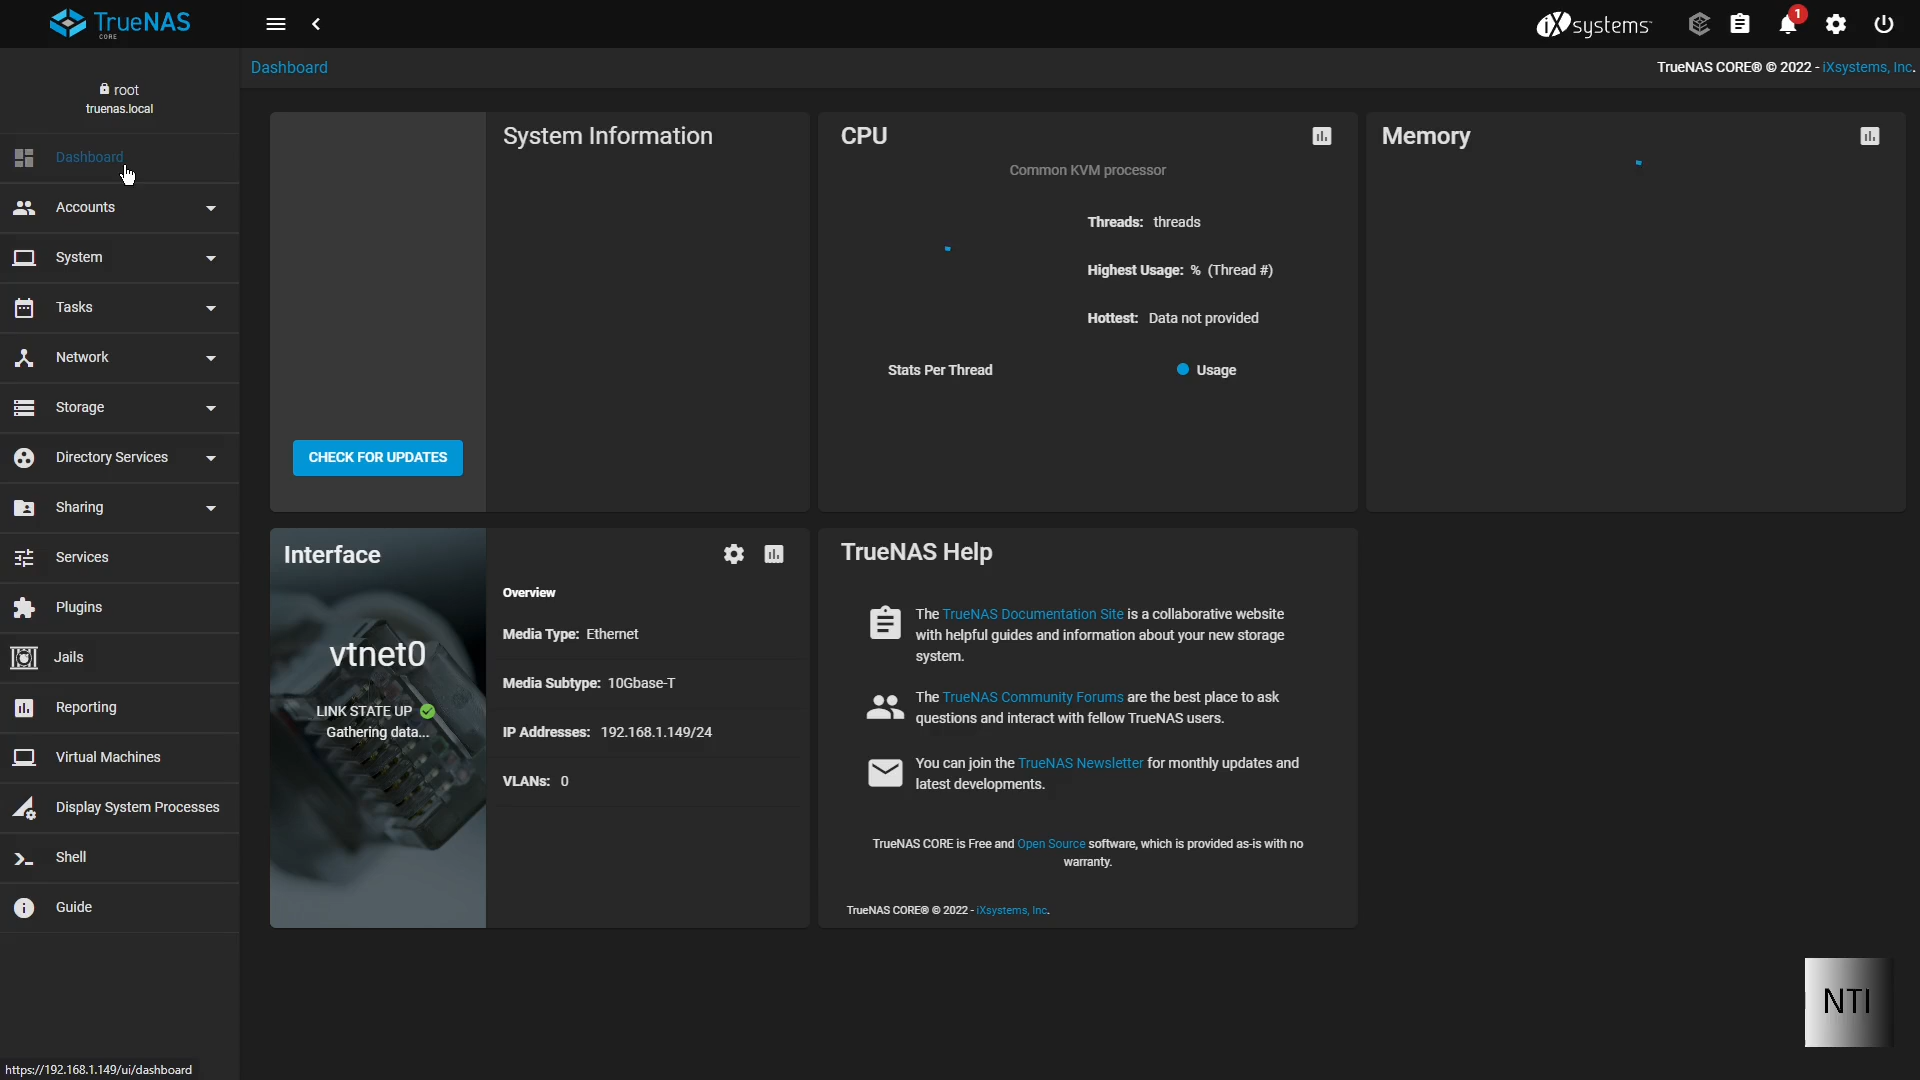 TrueNAS
CORE
iXsystems
1
Dashboard
TrueNAS CORE® © 2022 - iXsystems, Inc.
root
truenas.local
Dashboard
Accounts
System
Tasks
Network
Storage
Directory Services
Sharing
Services
Plugins
Jails
Reporting
Virtual Machines
Display System Processes
Shell
Guide
System Information
CHECK FOR UPDATES
CPU
Common KVM processor
Threads: threads
Highest Usage: % (Thread #)
Hottest: Data not provided
Stats Per Thread
Usage
Memory
Interface
vtnet0
LINK STATE UP
Gathering data...
Overview
Media Type: Ethernet
Media Subtype: 10Gbase-T
IP Addresses: 192.168.1.149/24
VLANs: 0
TrueNAS Help
The TrueNAS Documentation Site is a collaborative website
with helpful guides and information about your new storage
system.
The TrueNAS Community Forums are the best place to ask
questions and interact with fellow TrueNAS users.
You can join the TrueNAS Newsletter for monthly updates and
latest developments.
TrueNAS CORE is Free and Open Source software, which is provided as-is with no
warranty.
TrueNAS CORE® © 2022 - iXsystems, Inc.
NTI
https://192.168.1.149/ui/dashboard